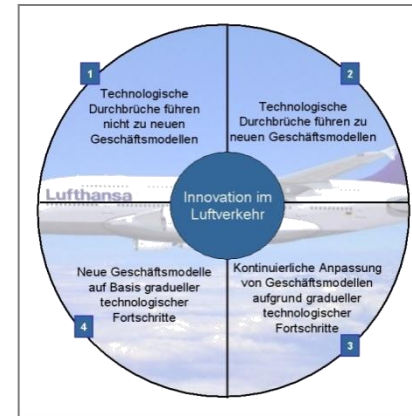 1
Technologische
Durchbrüche führen
nicht zu neuen
Geschäftsmodellen
2
Technologische
Durchbrüche führen zu
neuen Geschäftsmodellen
Lufthansa
Innovation im
Luftverkehr
Neue Geschäftsmodelle
auf Basis gradueller
technologischer
Fortschritte
4
Kontinuierliche Anpassung
von Geschäftsmodellen
aufgrund gradueller
technologischer
Fortschritte
3